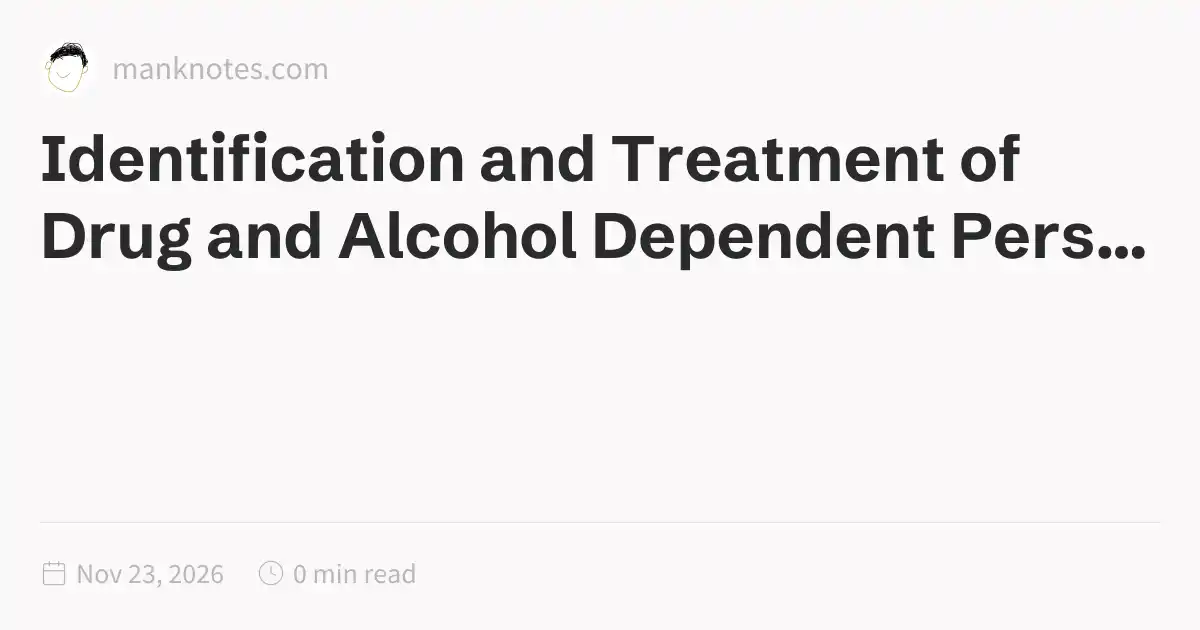 manknotes.com
Identification and Treatment of
Drug and Alcohol Dependent Pers...
Nov 23, 2026 0 min read